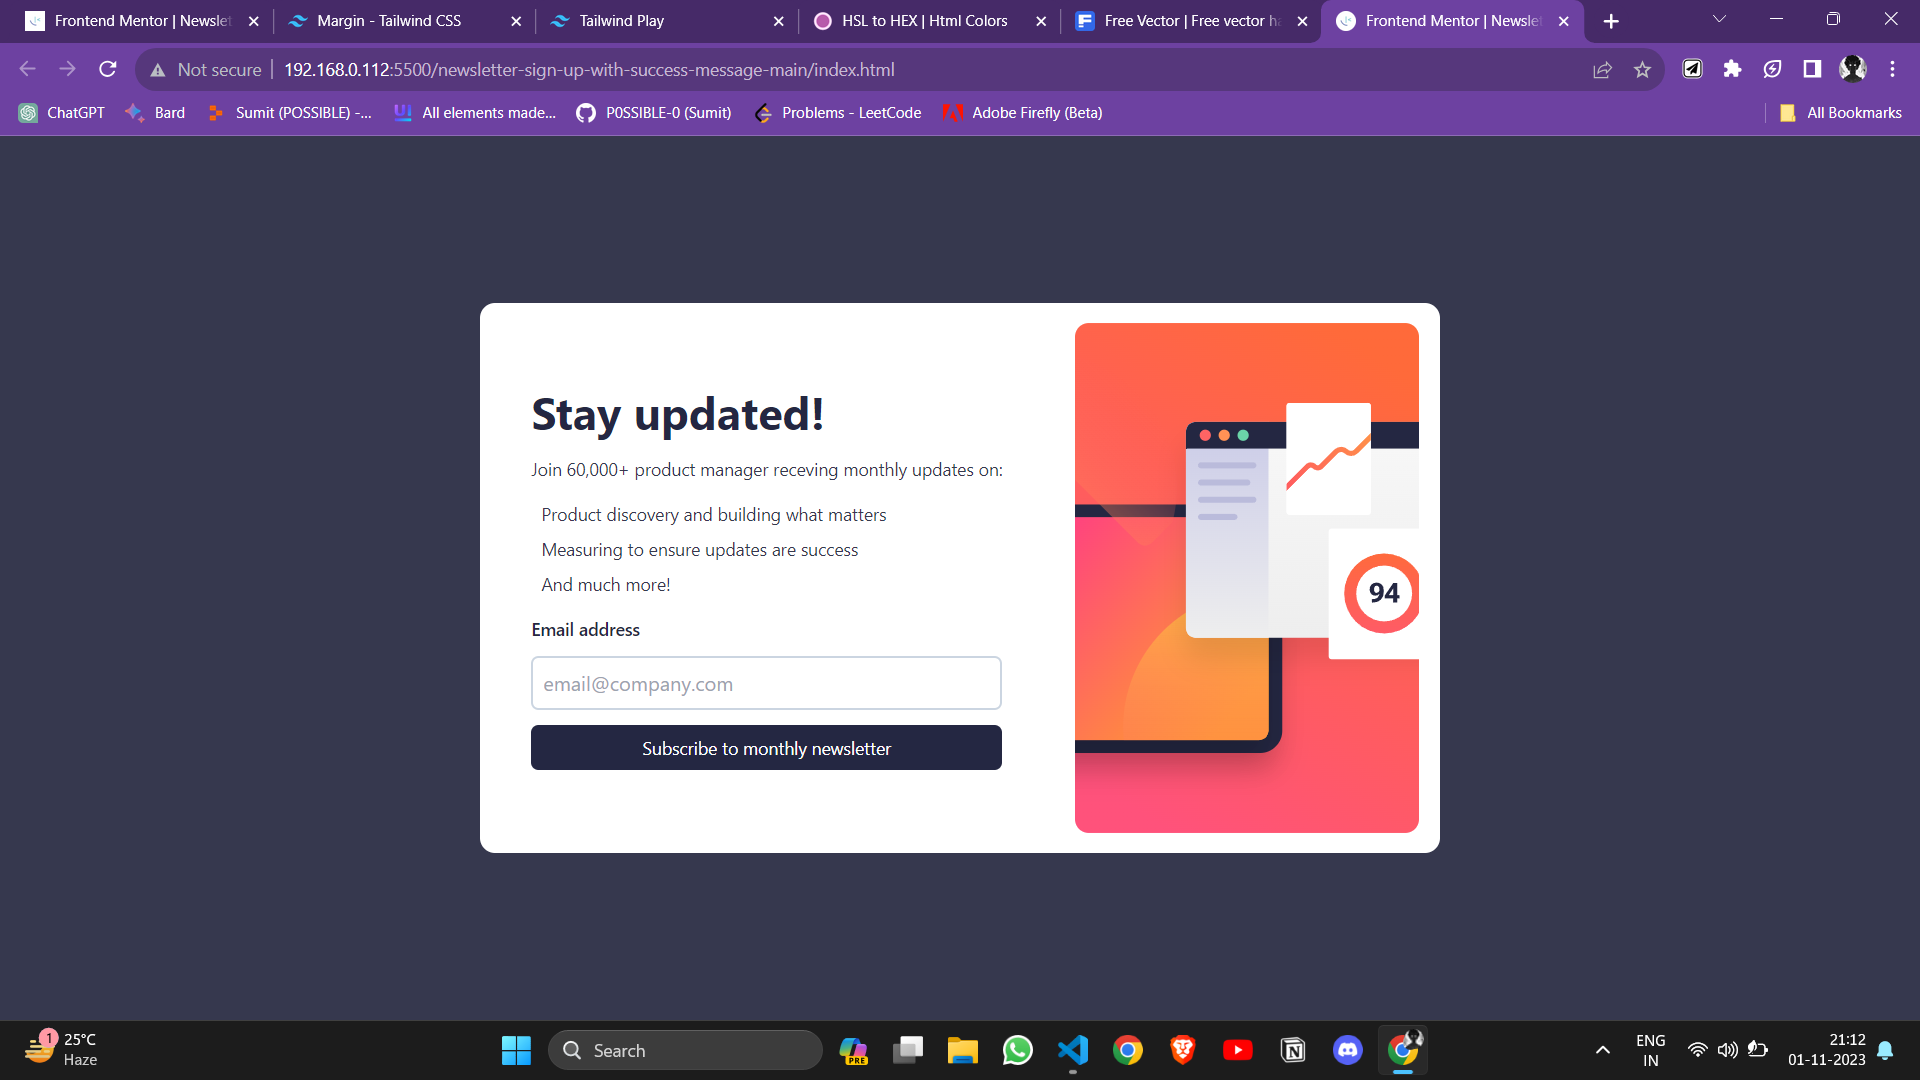 Frontend Mentor | Newslet
Margin - Tailwind CSS
Tailwind Play
HSL to HEX | Html Colors
Free Vector | Free vector ha
Frontend Mentor | Newslet
Not secure
192.168.0.112:5500/newsletter-sign-up-with-success-message-main/index.html
ChatGPT
Bard
Sumit (POSSIBLE) -...
All elements made...
P0SSIBLE-0 (Sumit)
Problems - LeetCode
Adobe Firefly (Beta)
All Bookmarks
Stay updated!
Join 60,000+ product manager receving monthly updates on:
Product discovery and building what matters
Measuring to ensure updates are success
And much more!
Email address
email@company.com
Subscribe to monthly newsletter
94
1
25°C
Haze
Search
PRE
ENG
IN
21:12
01-11-2023